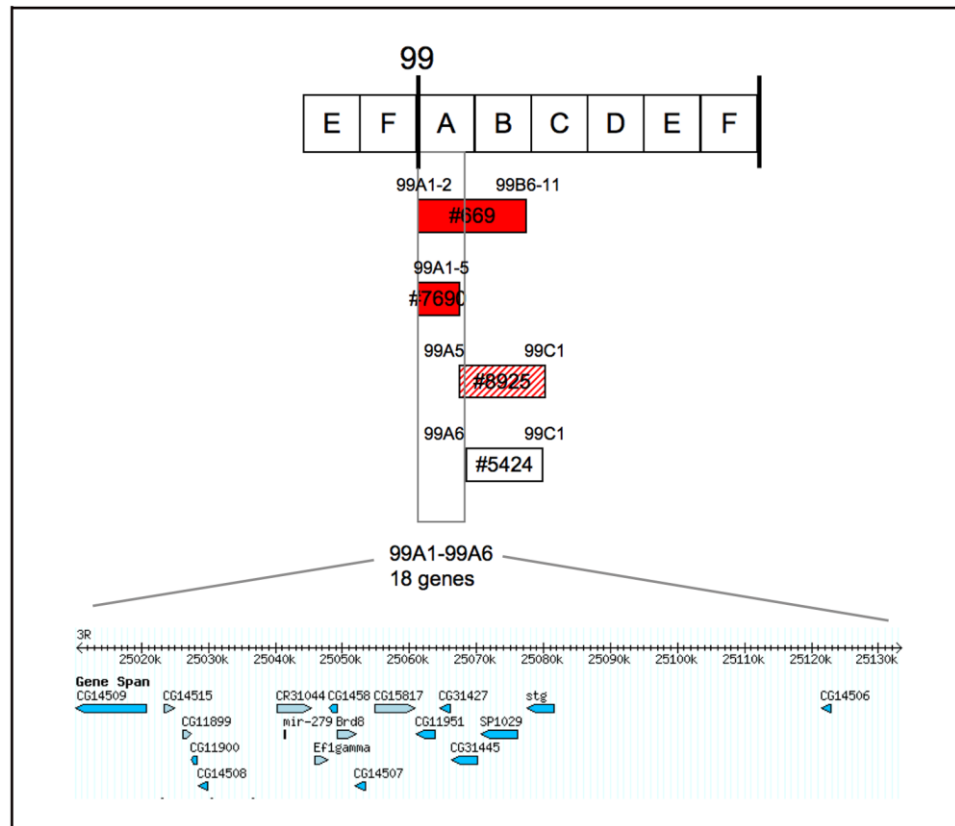 99
E F A B C D E F
99A1-2 99B6-11
#669
99A1-5
#7690
99A5 99C1
#8925
99A6 99C1
#5424
99A1-99A6
18 genes
3R
25020k 25030k 25040k 25050k 25060k 25070k 25080k 25090k 25100k 25110k 25120k 25130k
Gene Span
CG14509 CG14515 CR31044 CG1458 CG15817 CG31427 stg CG14506
CG11899 mir-279 Brd8 CG11951 SP1029
CG11900 Ef1gamma CG31445
CG14508 CG14507